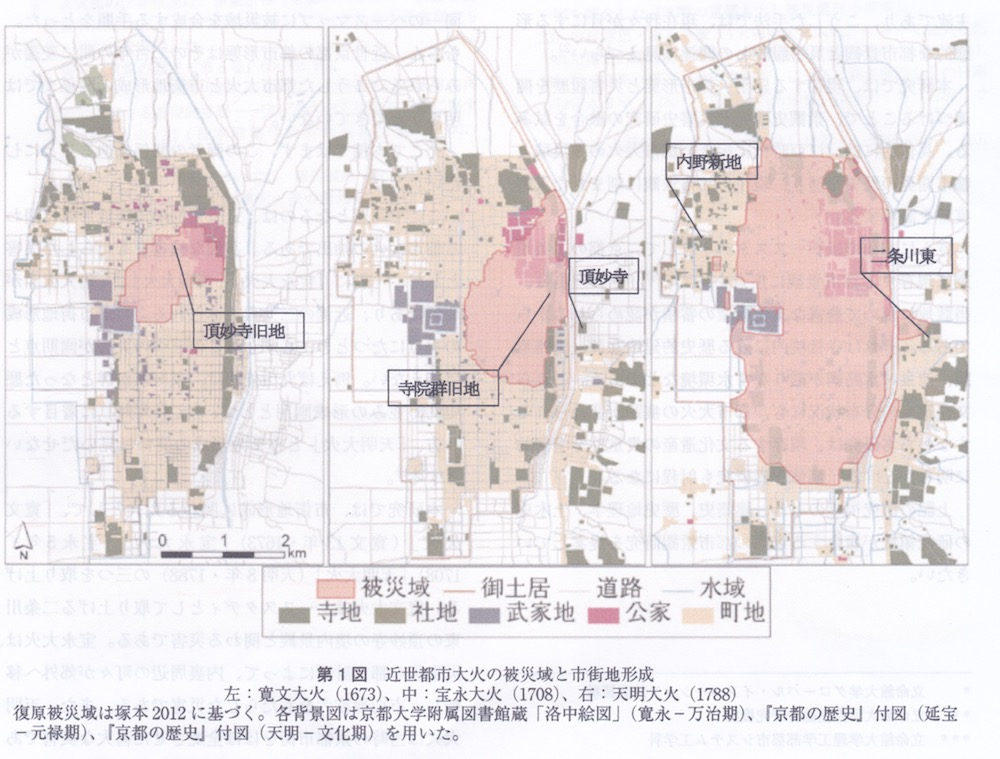 内野新地
二条川東
頂妙寺
頂妙寺旧地
寺院群旧地
N
0 1 2
km
被災域 御土居 道路 水域
寺地 社地 武家地 公家 町地
第1図 近世都市大火の被災域と市街地形成
左：寛文大火（1673）、中：宝永大火（1708）、右：天明大火（1788）
復原被災域は塚本2012に基づく。各背景図は京都大学附属図書館蔵「洛中絵図」（寛永－万治期）、『京都の歴史』付図（延宝
－元禄期）、『京都の歴史』付図（天明－文化期）を用いた。